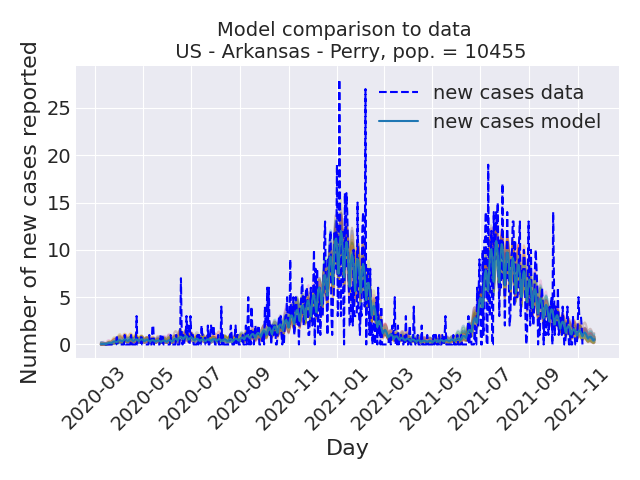 Model comparison to data
US - Arkansas - Perry, pop. = 10455
Number of new cases reported
25
20
15
10
5
0
new cases data
new cases model
2020-03
2020-05
2020-07
2020-09
2020-11
2021-01
2021-03
2021-05
2021-07
2021-09
2021-11
Day